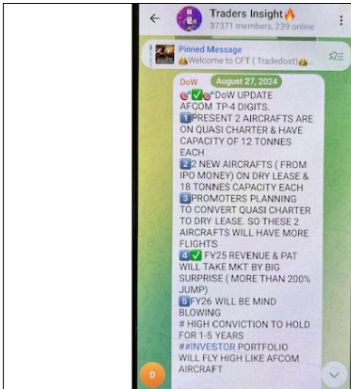 Traders Insight🔥
37371 members, 239 online
Pinned Message
👍Welcome to CFT ( Tradedost)👍...
DoW
August 27, 2024
🎯✅🎯DoW UPDATE
AFCOM TP-4 DIGITS.
1️⃣PRESENT 2 AIRCRAFTS ARE
ON QUASI CHARTER & HAVE
CAPACITY OF 12 TONNES
EACH
2️⃣2 NEW AIRCRAFTS ( FROM
IPO MONEY) ON DRY LEASE &
18 TONNES CAPACITY EACH
3️⃣PROMOTERS PLANNING
TO CONVERT QUASI CHARTER
TO DRY LEASE. SO THESE 2
AIRCRAFTS WILL HAVE MORE
FLIGHTS
4️⃣✅ FY25 REVENUE & PAT
WILL TAKE MKT BY BIG
SURPRISE ( MORE THAN 200%
JUMP)
5️⃣FY26 WILL BE MIND
BLOWING
# HIGH CONVICTION TO HOLD
FOR 1-5 YEARS
##INVESTOR PORTFOLIO
WILL FLY HIGH LIKE AFCOM
AIRCRAFT
0